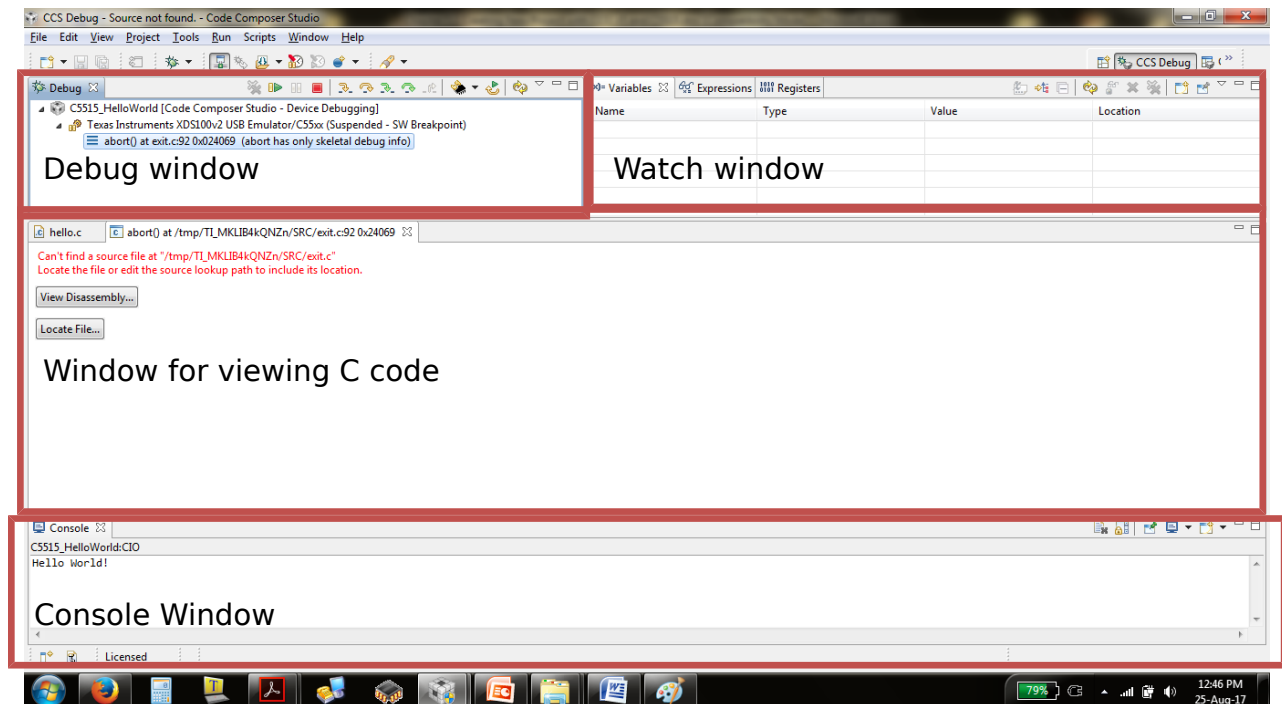 CCS Debug - Source not found. - Code Composer Studio
File Edit View Project Tools Run Scripts Window Help
CCS Debug
Debug
C5515_HelloWorld [Code Composer Studio - Device Debugging]
Texas Instruments XDS100v2 USB Emulator/C55xx (Suspended - SW Breakpoint)
abort() at exit.c:92 0x024069 (abort has only skeletal debug info)
Debug window
Variables Expressions Registers
Name Type Value Location
Watch window
hello.c abort() at /tmp/TI_MKLIB4kQNZn/SRC/exit.c:92 0x24069
Can't find a source file at "/tmp/TI_MKLIB4kQNZn/SRC/exit.c"
Locate the file or edit the source lookup path to include its location.
View Disassembly...
Locate File...
Window for viewing C code
Console
C5515_HelloWorld:CIO
Hello World!
Console Window
Licensed
79%
12:46 PM
25-Aug-17